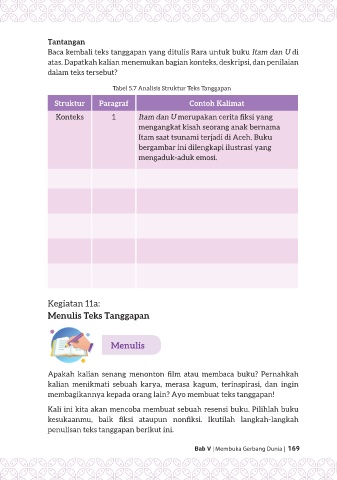 Tantangan
Baca kembali teks tanggapan yang ditulis Rara untuk buku Itam dan U di
atas. Dapatkah kalian menemukan bagian konteks, deskripsi, dan penilaian
dalam teks tersebut?
Tabel 5.7 Analisis Struktur Teks Tanggapan
Struktur Paragraf Contoh Kalimat
Konteks 1 Itam dan U merupakan cerita fiksi yang
mengangkat kisah seorang anak bernama
Itam saat tsunami terjadi di Aceh. Buku
bergambar ini dilengkapi ilustrasi yang
mengaduk-aduk emosi.
Kegiatan 11a:
Menulis Teks Tanggapan
Menulis
Apakah kalian senang menonton film atau membaca buku? Pernahkah
kalian menikmati sebuah karya, merasa kagum, terinspirasi, dan ingin
membagikannya kepada orang lain? Ayo membuat teks tanggapan!
Kali ini kita akan mencoba membuat sebuah resensi buku. Pilihlah buku
kesukaanmu, baik fiksi ataupun nonfiksi. Ikutilah langkah-langkah
penulisan teks tanggapan berikut ini.
Bab V | Membuka Gerbang Dunia | 169